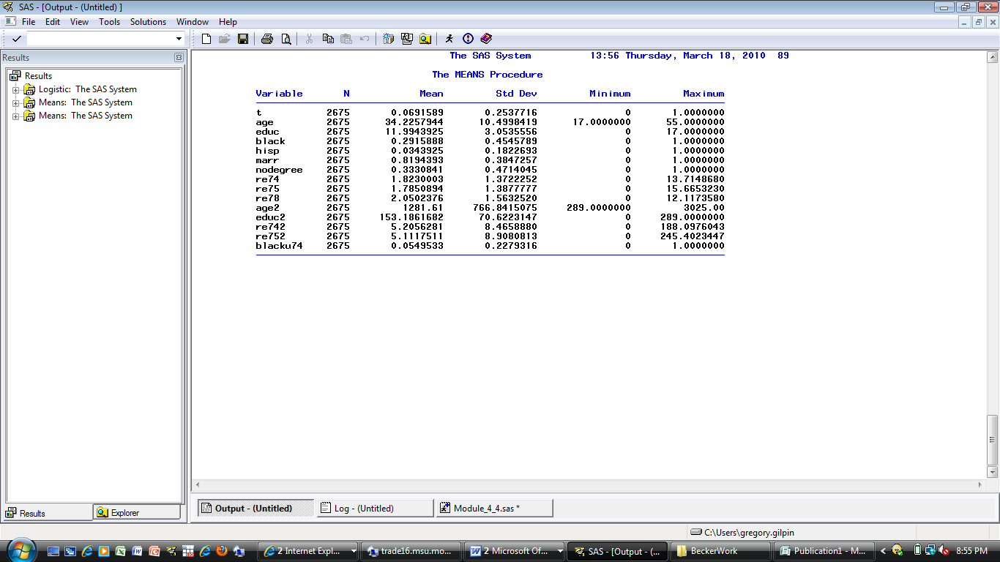 SAS - [Output - (Untitled) ]
File Edit View Tools Solutions Window Help
Results
Results
Logistic: The SAS System
Means: The SAS System
Means: The SAS System
The SAS System 13:56 Thursday, March 18, 2010 89
The MEANS Procedure
Variable N Mean Std Dev Minimum Maximum
t 2675 0.0691589 0.2537716 0 1.0000000
age 2675 34.2257944 10.4998419 17.0000000 55.0000000
educ 2675 11.9943925 3.0535556 0 17.0000000
black 2675 0.2915888 0.4545789 0 1.0000000
hisp 2675 0.0343925 0.1822693 0 1.0000000
marr 2675 0.8194393 0.3847257 0 1.0000000
nodegree 2675 0.3330841 0.4714045 0 1.0000000
re74 2675 1.8230003 1.3722252 0 13.7148680
re75 2675 1.7850894 1.3877777 0 15.6653230
re78 2675 2.0502376 1.5632520 0 12.1173580
age2 2675 1281.61 766.8415075 289.0000000 3025.00
educ2 2675 153.1861682 70.6223147 0 289.0000000
re742 2675 5.2056281 8.4658880 0 188.0976043
re752 2675 5.1117511 8.9080813 0 245.4023447
blacku74 2675 0.0549533 0.2279316 0 1.0000000
Results Explorer
Output - (Untitled) Log - (Untitled) Module_4_4.sas *
C:\Users\gregory.gilpin
2 Internet Expl... trade16.msu.mo... 2 Microsoft Of... SAS - [Output - (... BeckerWork Publication1 - M... 8:55 PM